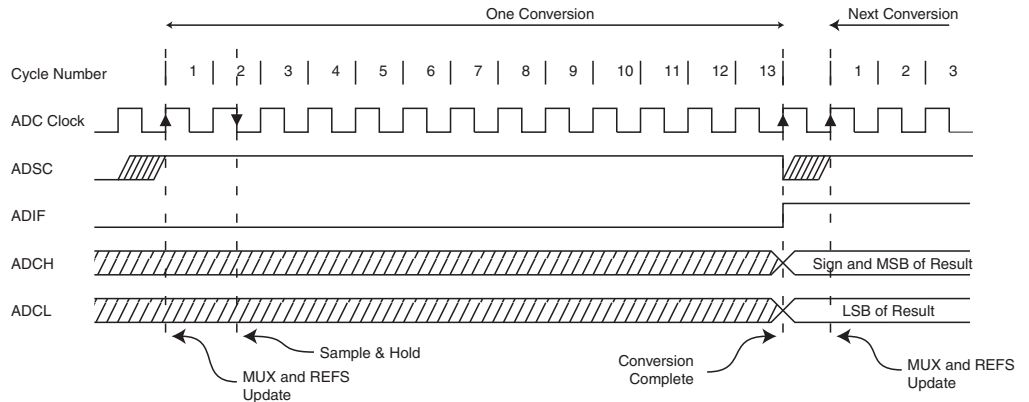 One Conversion
Next Conversion
Cycle Number 1 2 3 4 5 6 7 8 9 10 11 12 13 1 2 3
ADC Clock
ADSC
ADIF
ADCH
Sign and MSB of Result
ADCL
LSB of Result
Sample & Hold
MUX and REFS
Update
Conversion
Complete
MUX and REFS
Update